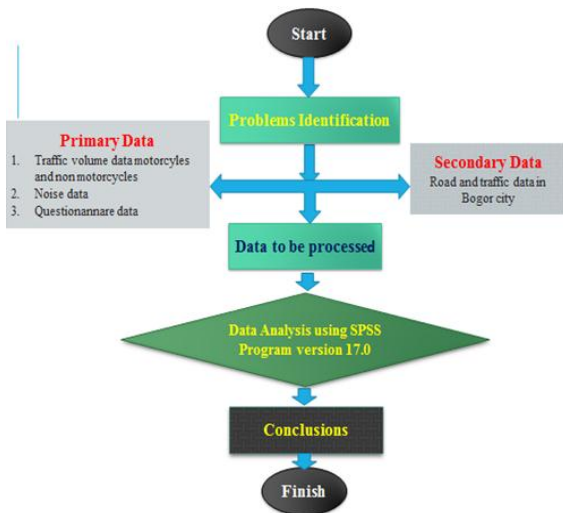 Start
Problems Identification
Primary Data
1. Traffic volume data motorcyles
and non motorcycles
2. Noise data
3. Questionannare data
Secondary Data
Road and traffic data in
Bogor city
Data to be processed
Data Analysis using SPSS
Program version 17.0
Conclusions
Finish